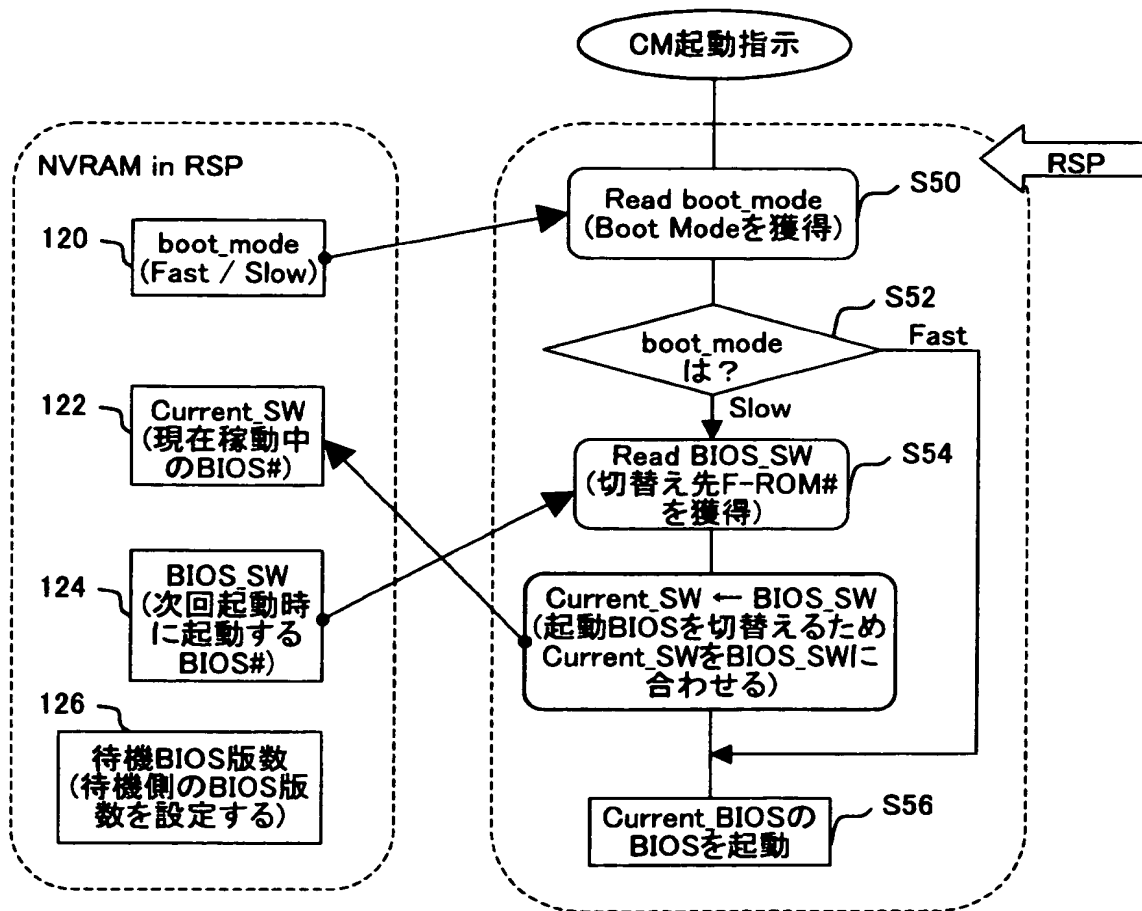 CM起動指示
RSP
NVRAM in RSP
120
boot_mode
(Fast / Slow)
122
Current_SW
(現在稼動中
のBIOS#)
124
BIOS_SW
(次回起動時
に起動する
BIOS#)
126
待機BIOS版数
(待機側のBIOS版
数を設定する)
S50
Read boot_mode
(Boot Modeを獲得)
S52
boot_mode
は?
Fast
Slow
S54
Read BIOS_SW
(切替え先F-ROM#
を獲得)
Current_SW ← BIOS_SW
(起動BIOSを切替えるため
Current_SWをBIOS_SWに
合わせる)
S56
Current_BIOSの
BIOSを起動